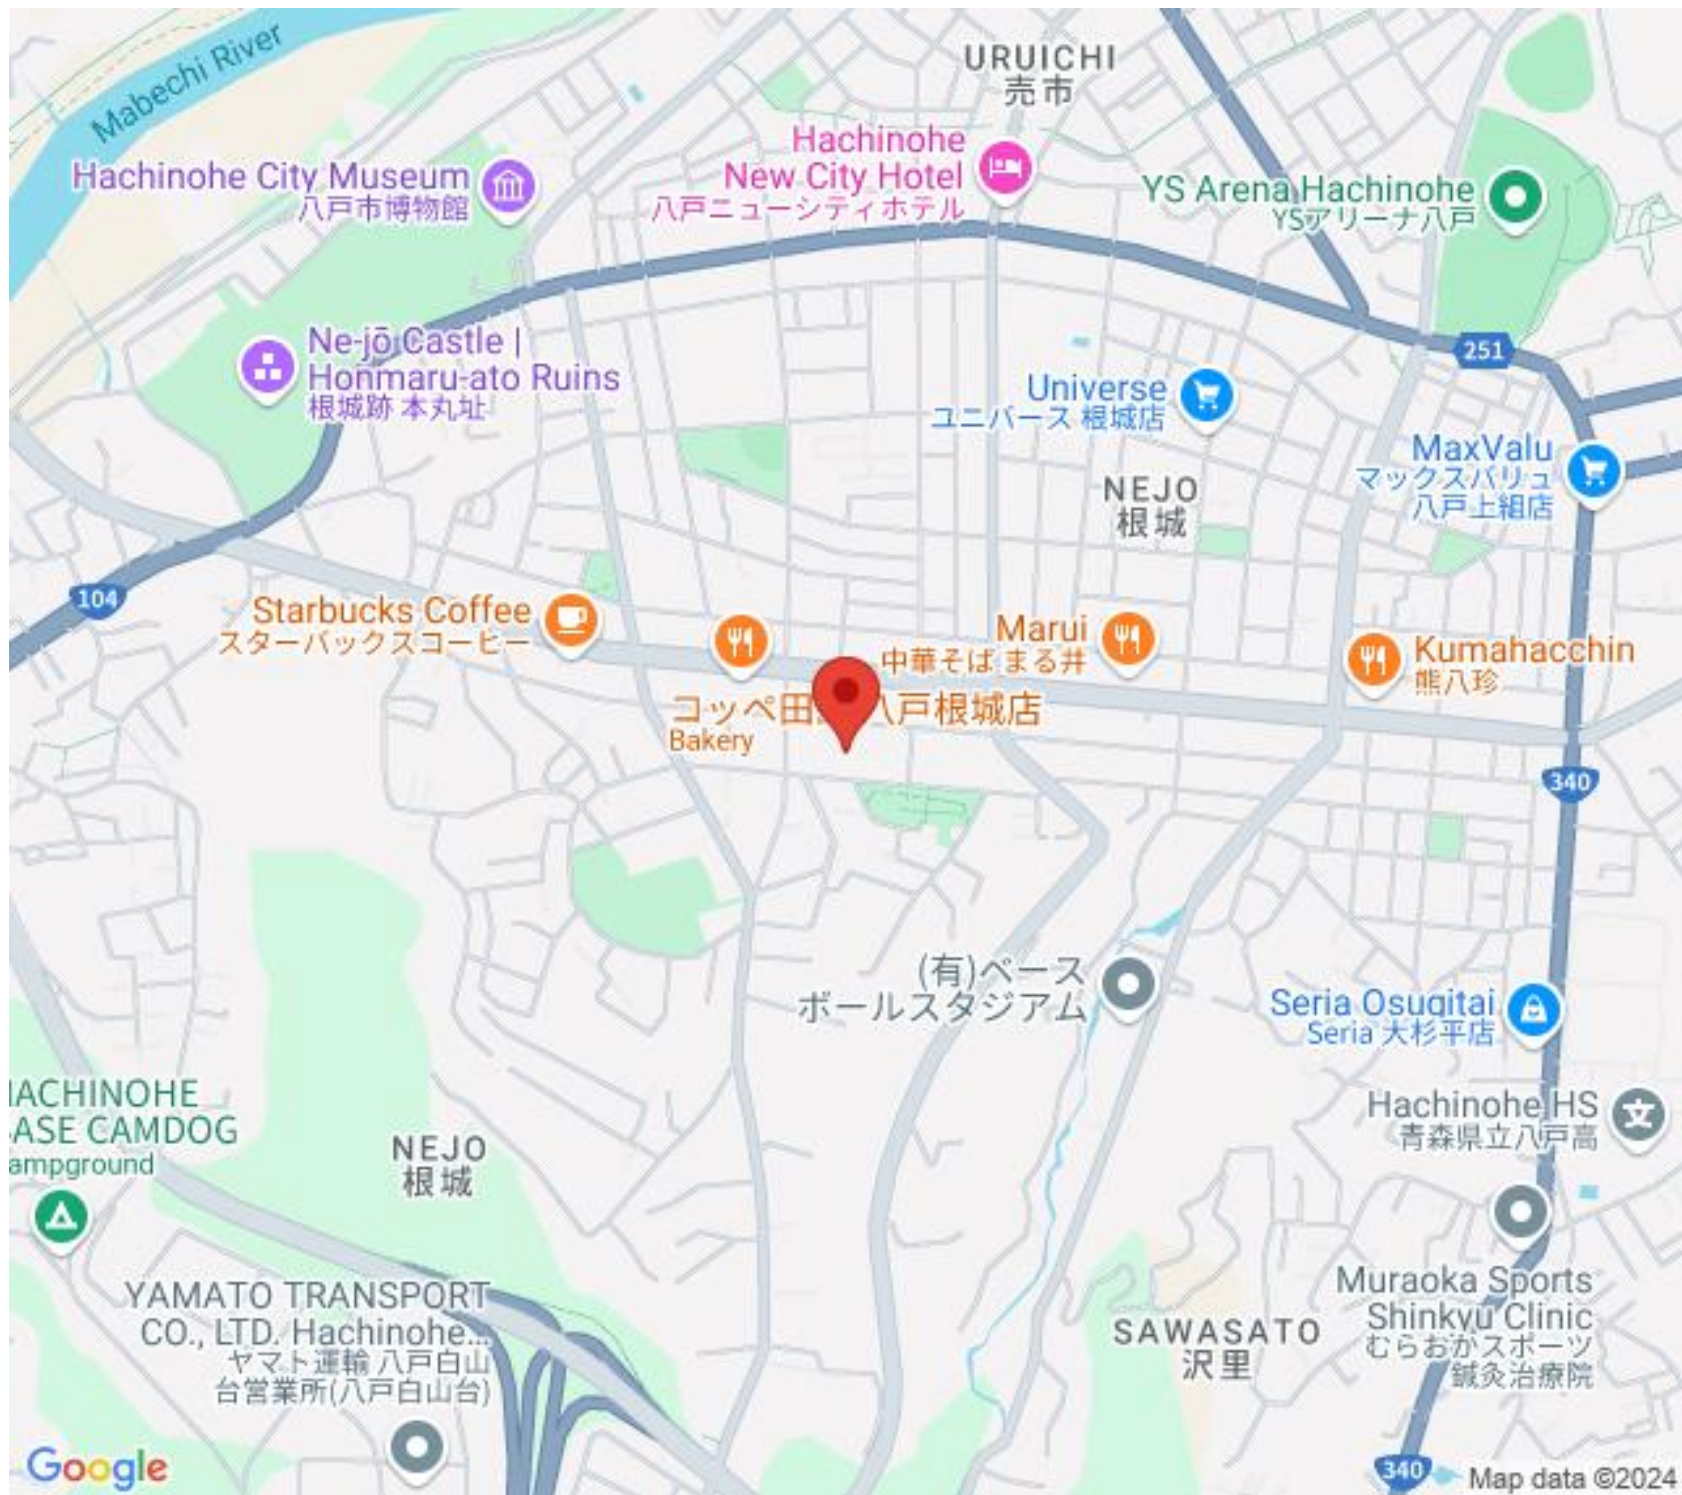 Mabechi River
URUICHI
売市
Hachinohe
New City Hotel
八戸ニューシティホテル
Hachinohe City Museum
八戸市博物館
YS Arena Hachinohe
YSアリーナ八戸
Ne-jō Castle |
Honmaru-ato Ruins
根城跡 本丸址
251
Universe
ユニバース 根城店
MaxValu
マックスバリュ
八戸上組店
NEJO
根城
104
Starbucks Coffee
スターバックスコーヒー
Marui
中華そば まる井
Kumahacchin
熊八珍
コッペ田 八戸根城店
Bakery
340
(有)ベース
ボールスタジアム
Seria Osugitai
Seria 大杉平店
HACHINOHE
BASE CAMDOG
ampground
Hachinohe HS
青森県立八戸高
文
NEJO
根城
YAMATO TRANSPORT
CO., LTD. Hachinohe...
ヤマト運輸 八戸白山
台営業所(八戸白山台)
SAWASATO
沢里
Muraoka Sports
Shinkyu Clinic
むらおかスポーツ
鍼灸治療院
340
Google
Map data ©2024